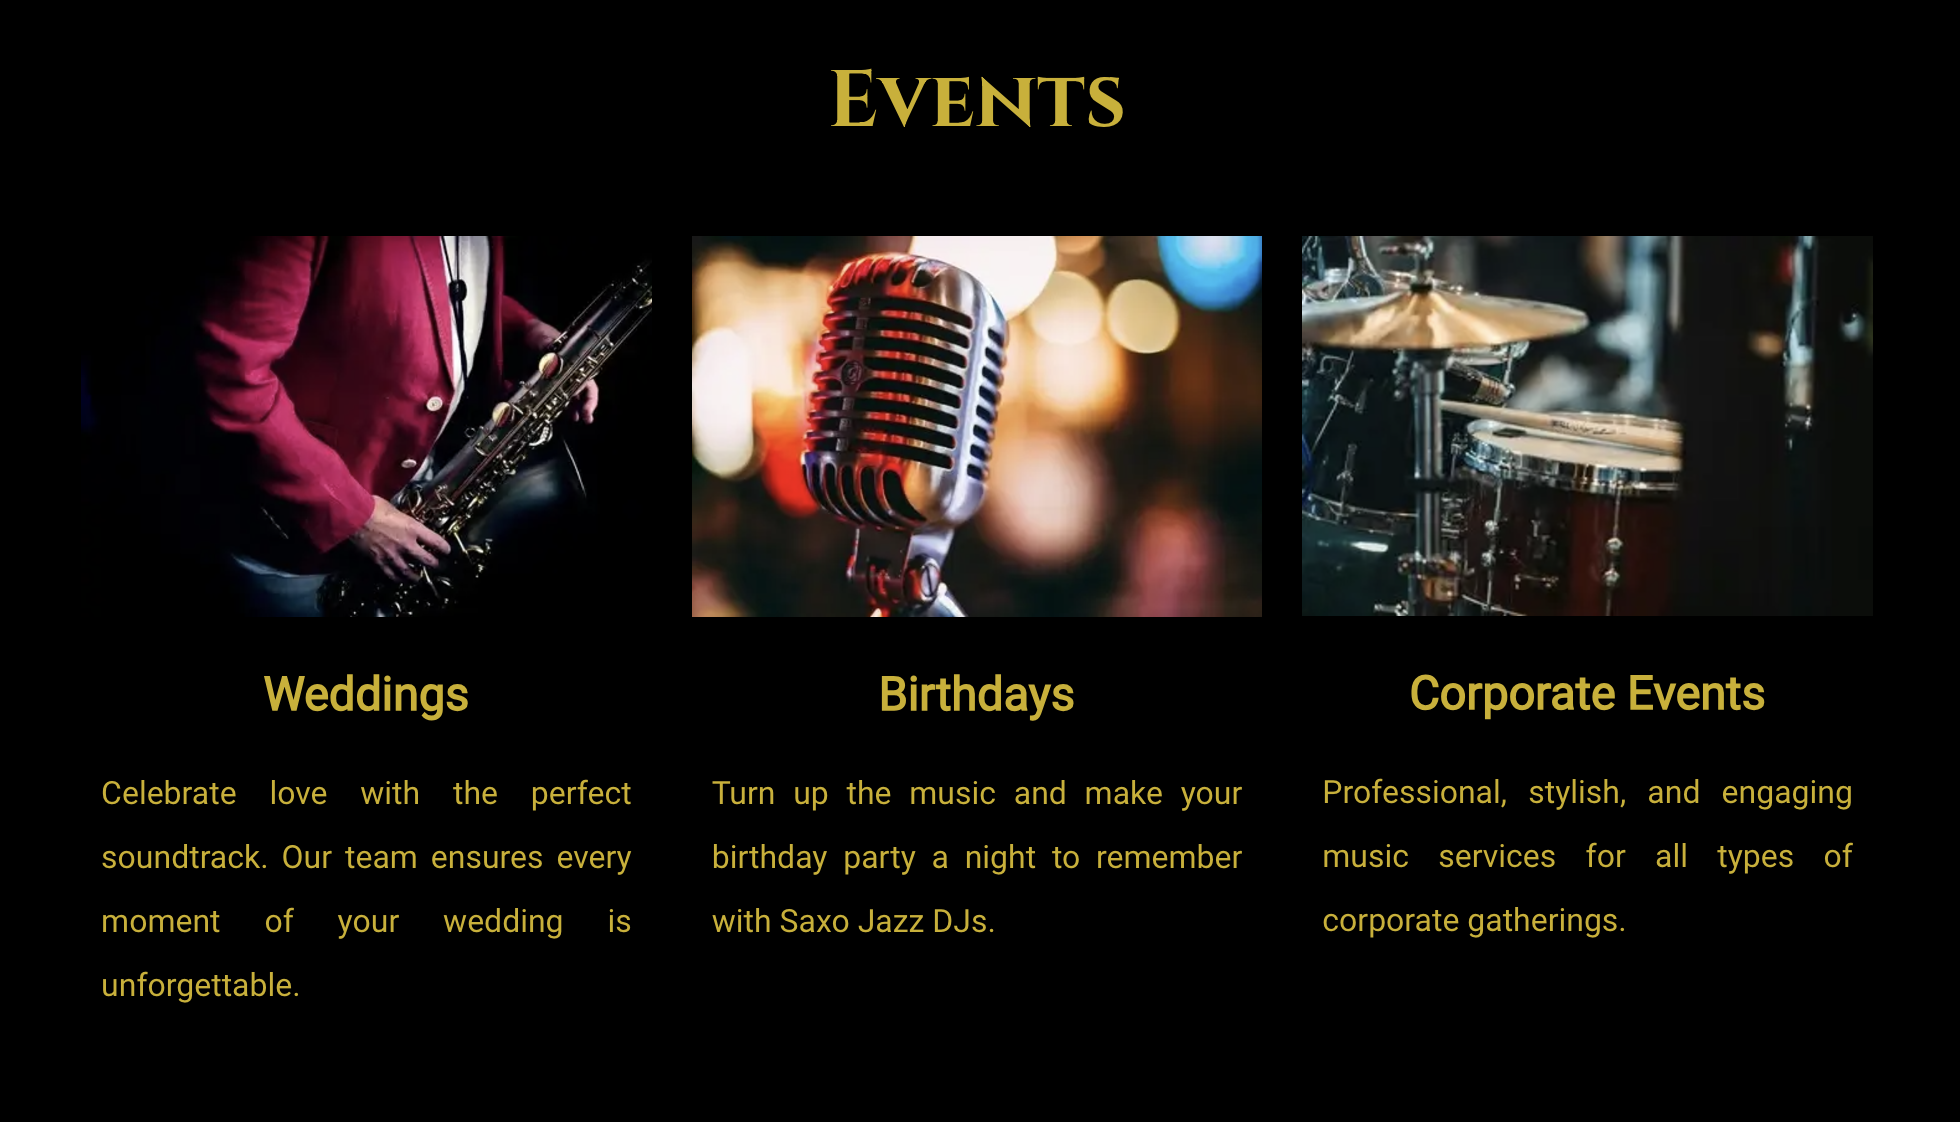 Events
Weddings
Celebrate love with the perfect
soundtrack. Our team ensures every
moment of your wedding is
unforgettable.
Birthdays
Turn up the music and make your
birthday party a night to remember
with Saxo Jazz DJs.
Corporate Events
Professional, stylish, and engaging
music services for all types of
corporate gatherings.